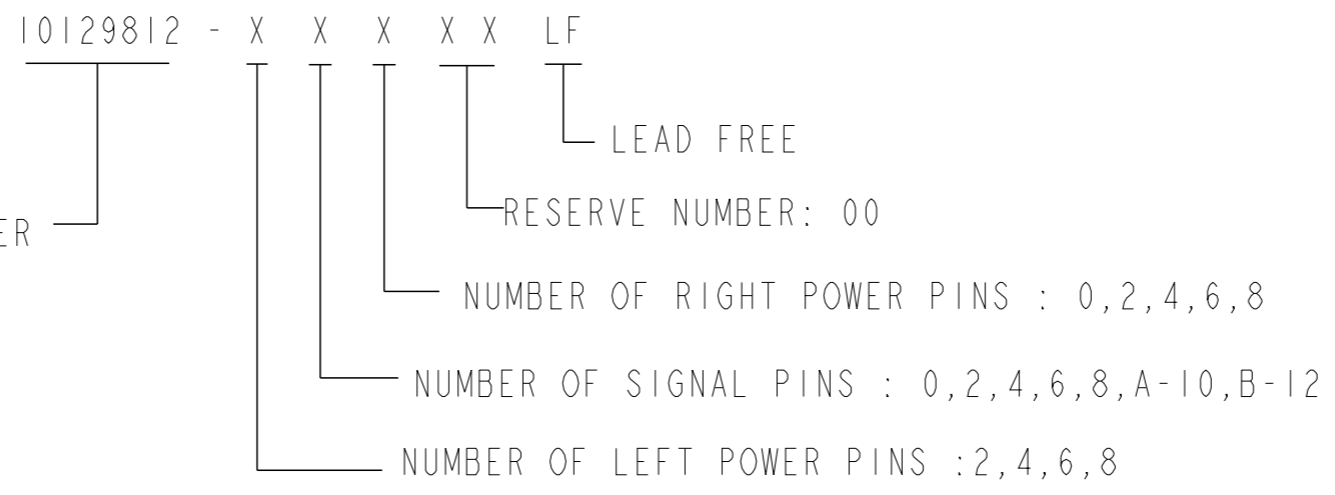 10129812 - X X X X X LF
LEAD FREE
RESERVE NUMBER: 00
ER
NUMBER OF RIGHT POWER PINS : 0,2,4,6,8
NUMBER OF SIGNAL PINS : 0,2,4,6,8,A-10,B-12
NUMBER OF LEFT POWER PINS :2,4,6,8